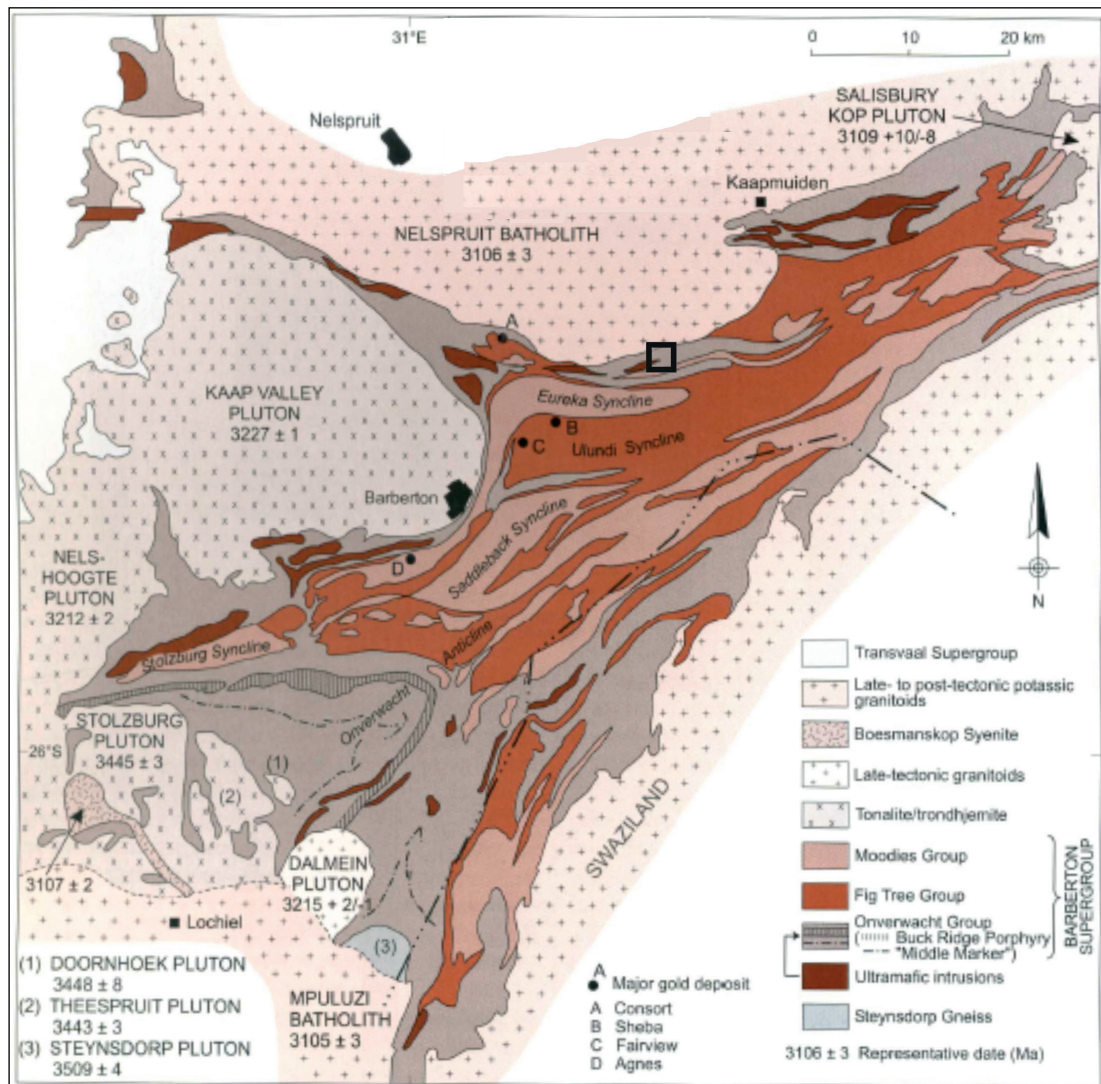 31°E
0 10 20 km
SALISBURY
KOP PLUTON
3109 +10/-8
Nelspruit
Kaapmuiden
NELSPRUIT BATHOLITH
3106 ± 3
A
KAAP VALLEY
PLUTON
3227 ± 1
Eureka Syncline
B
C
Ulundi Syncline
Barberton
Saddleback Syncline
D
NELS-
HOOGTE
PLUTON
3212 ± 2
N
Anticline
Stolzburg Syncline
Onverwacht
STOLZBURG
PLUTON
3445 ± 3
26°S
(1)
(2)
SWAZILAND
3107 ± 2
DALMEIN
PLUTON
3215 + 2/-1
Lochiel
(3)
MPULUZI
BATHOLITH
3105 ± 3
(1) DOORNHOEK PLUTON
3448 ± 8
(2) THEESPRUIT PLUTON
3443 ± 3
(3) STEYNSDORP PLUTON
3509 ± 4
A
Major gold deposit
A Consort
B Sheba
C Fairview
D Agnes
Transvaal Supergroup
Late- to post-tectonic potassic
granitoids
Boesmanskop Syenite
Late-tectonic granitoids
Tonalite/trondhjemite
Moodies Group
Fig Tree Group
Onverwacht Group
( Buck Ridge Porphyry
"Middle Marker")
Ultramafic intrusions
Steynsdorp Gneiss
BARBERTON
SUPERGROUP
3106 ± 3 Representative date (Ma)